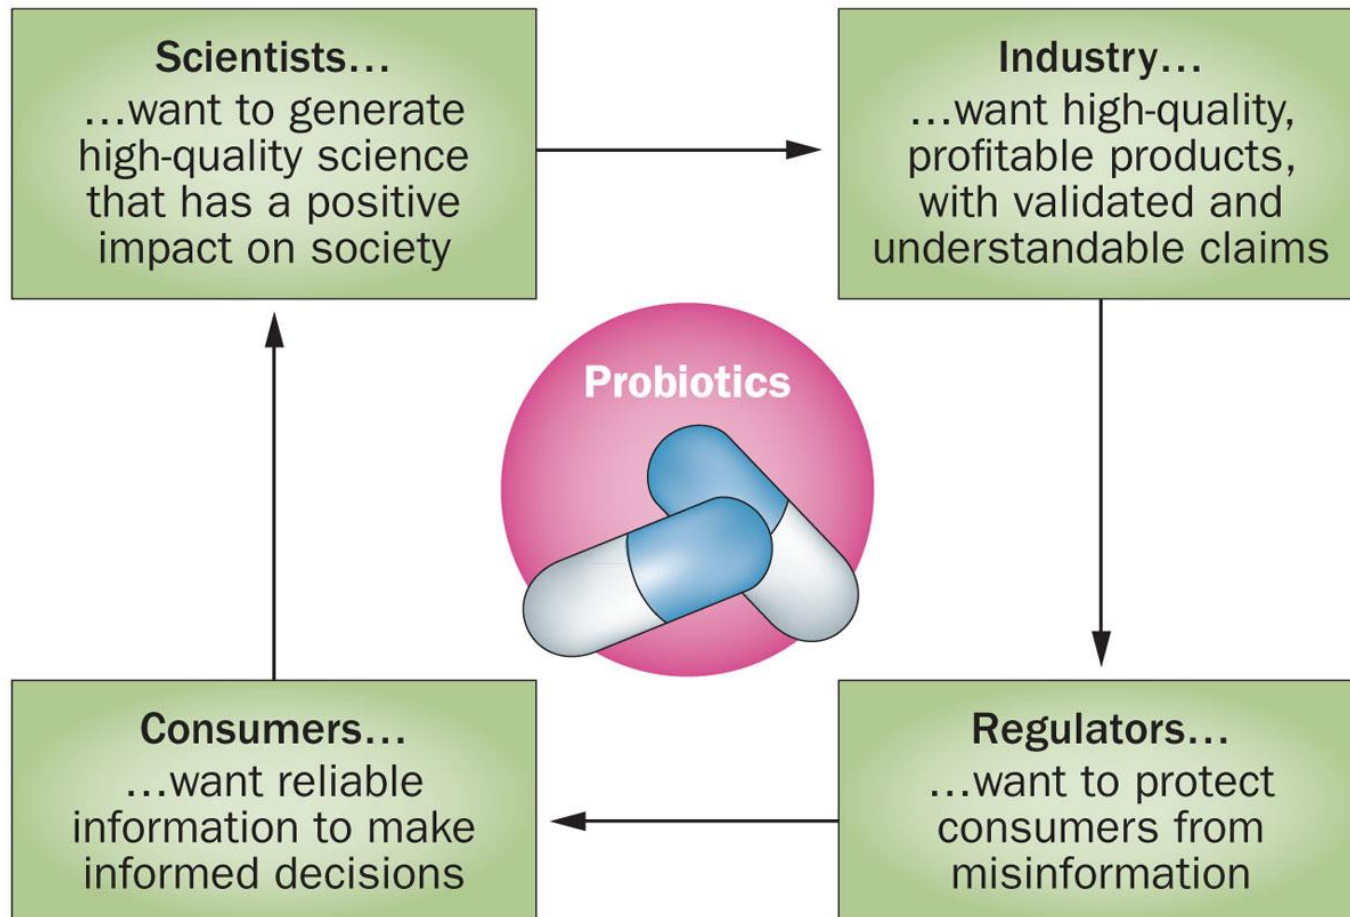 Scientists…
…want to generate
high-quality science
that has a positive
impact on society
Industry…
…want high-quality,
profitable products,
with validated and
understandable claims
Probiotics
Consumers…
…want reliable
information to make
informed decisions
Regulators…
…want to protect
consumers from
misinformation